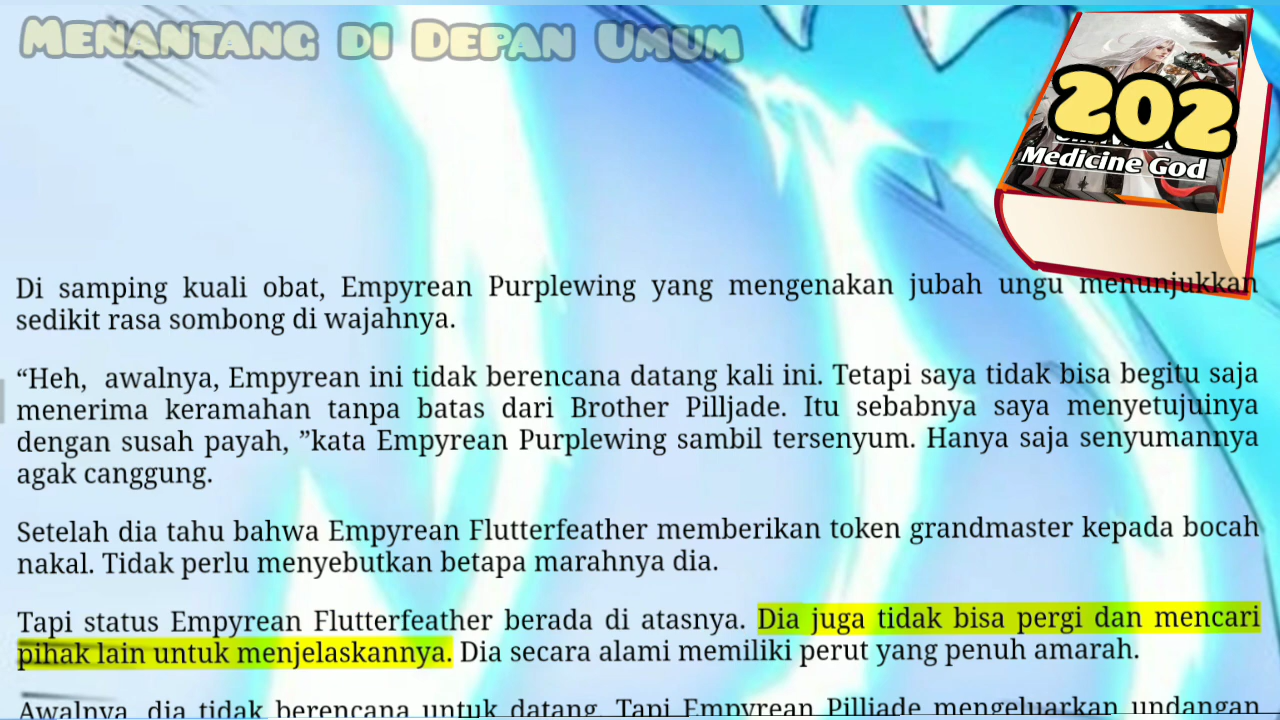 Menantang di Depan Umum
202
Medicine God
Di samping kuali obat, Empyrean Purplewing yang mengenakan jubah ungu menunjukkan
sedikit rasa sombong di wajahnya.
“Heh, awalnya, Empyrean ini tidak berencana datang kali ini. Tetapi saya tidak bisa begitu saja
menerima keramahan tanpa batas dari Brother Pilljade. Itu sebabnya saya menyetujuinya
dengan susah payah, ”kata Empyrean Purplewing sambil tersenyum. Hanya saja senyumannya
agak canggung.
Setelah dia tahu bahwa Empyrean Flutterfeather memberikan token grandmaster kepada bocah
nakal. Tidak perlu menyebutkan betapa marahnya dia.
Tapi status Empyrean Flutterfeather berada di atasnya. Dia juga tidak bisa pergi dan mencari
pihak lain untuk menjelaskannya. Dia secara alami memiliki perut yang penuh amarah.
Awalnya, dia tidak berencana untuk datang. Tapi Empyrean Pilljade mengeluarkan undangan